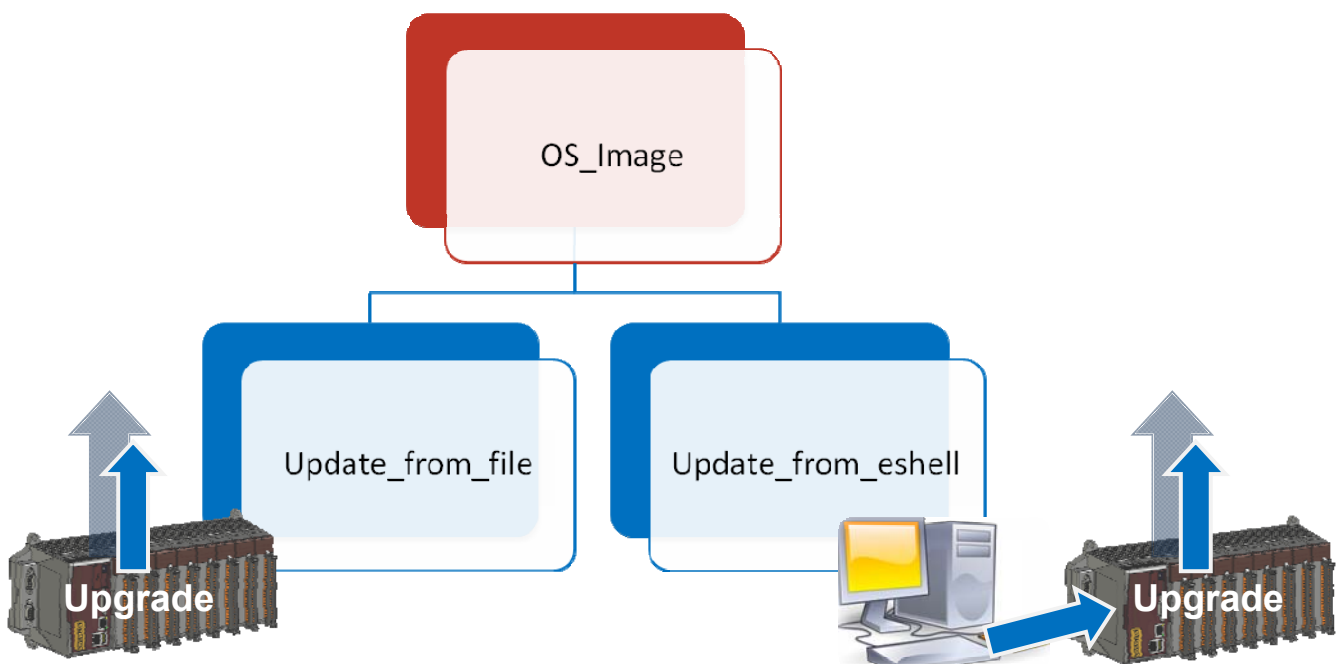 OS_Image
Update_from_file
Update_from_eshell
Upgrade
Upgrade